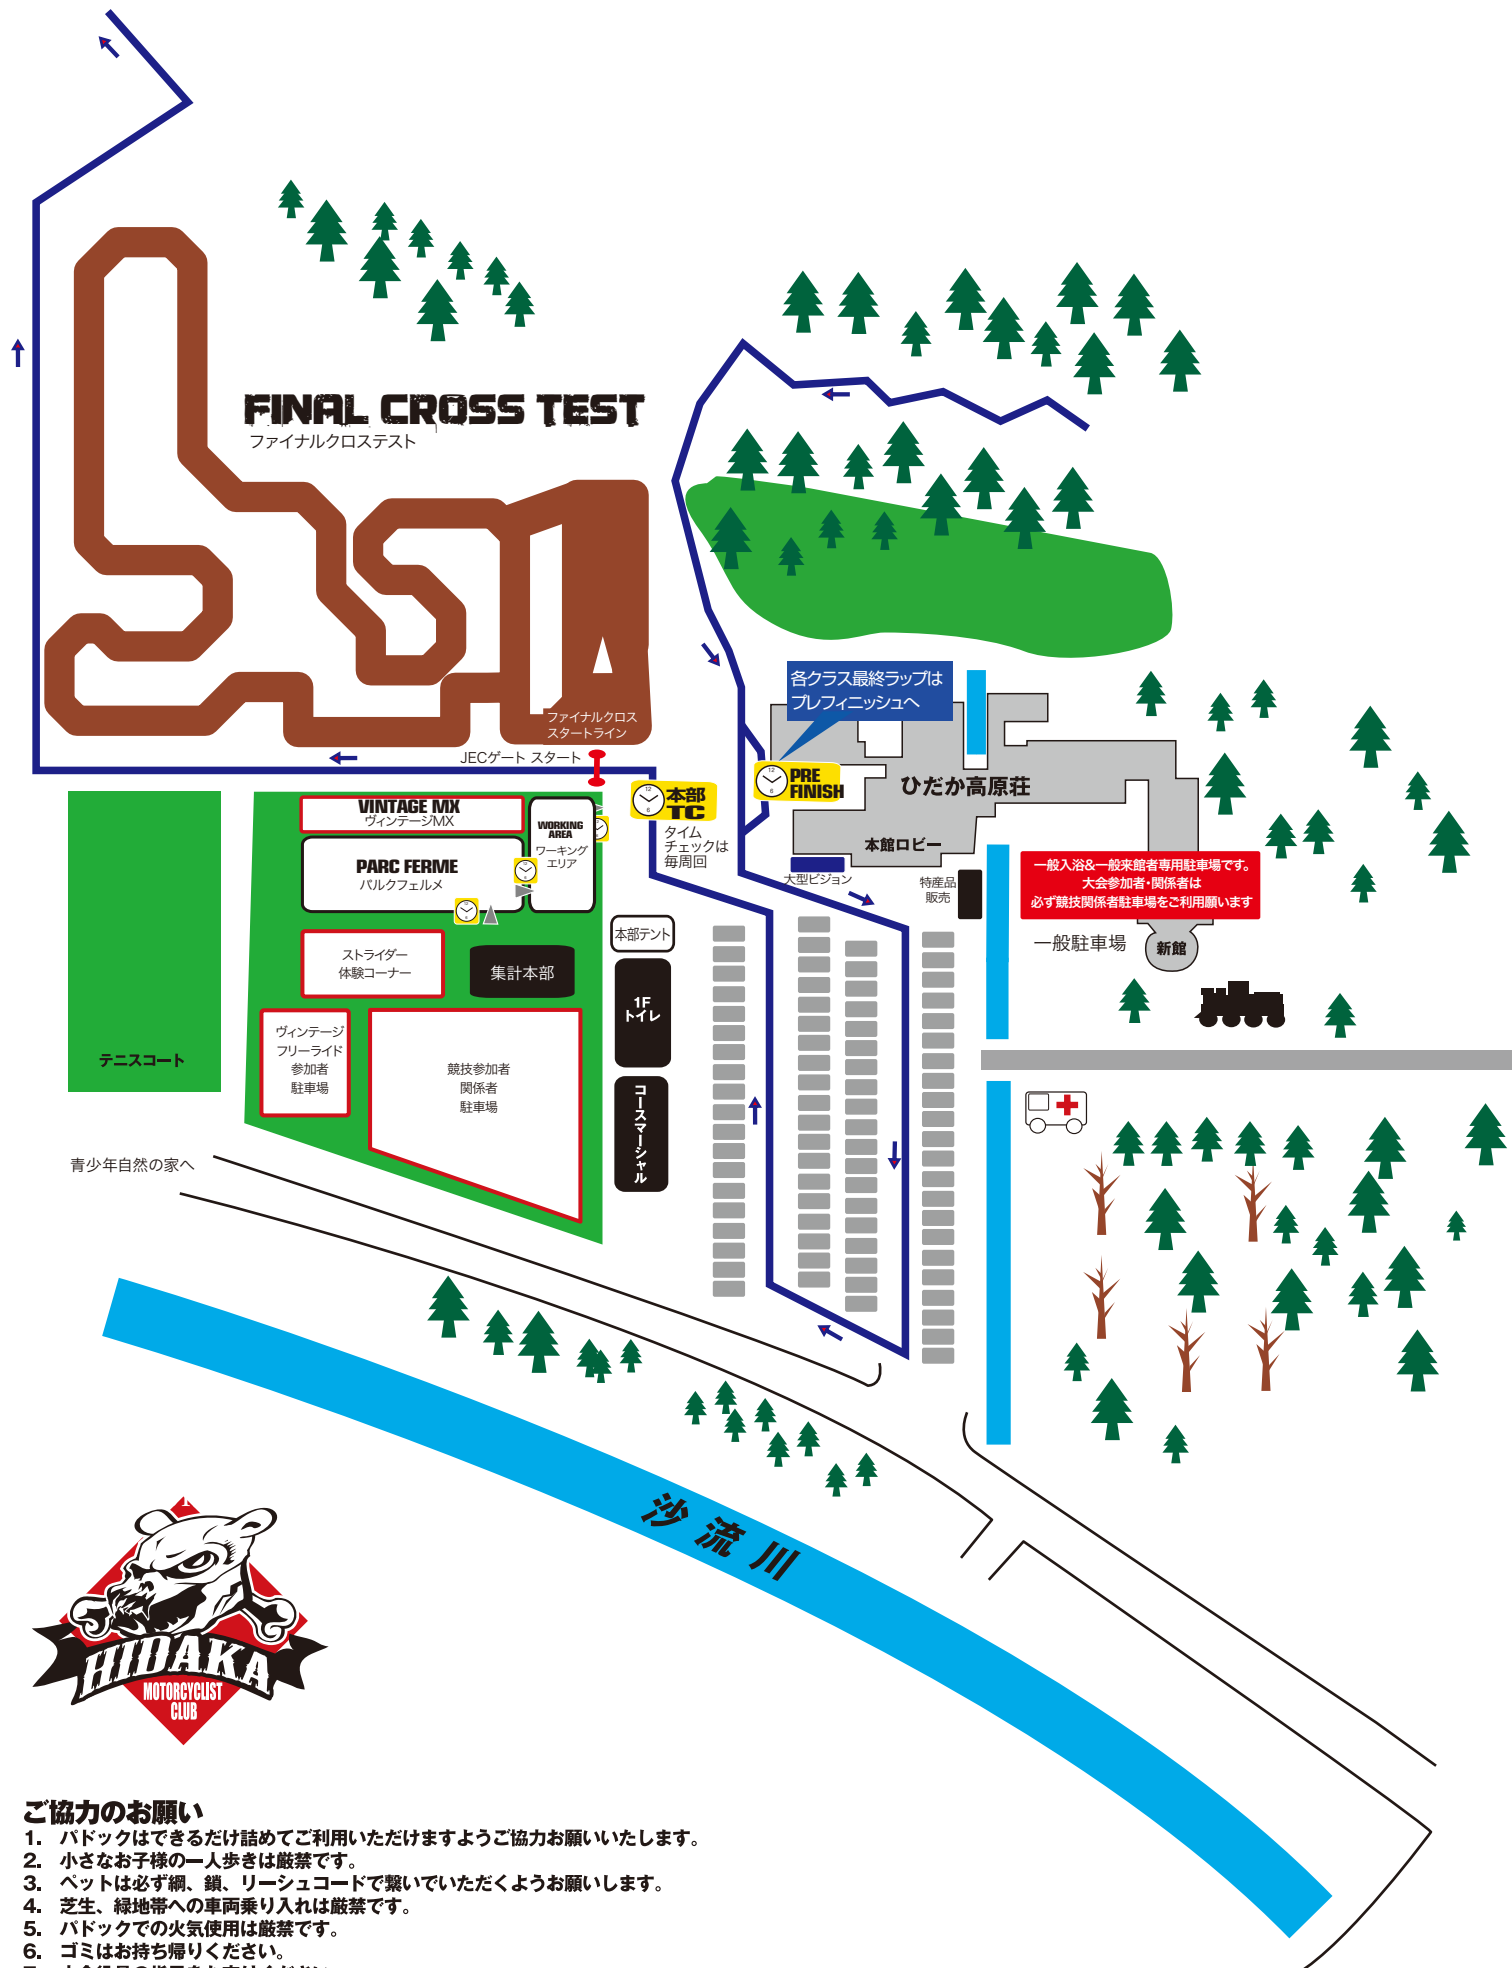 FINAL CROSS TEST
ファイナルクロステスト
各クラス最終ラップは
プレフィニッシュへ
ファイナルクロス
スタートライン
JECゲート スタート
PRE
FINISH
ひだか高原荘
本部
TC
タイム
チェックは
毎周回
VINTAGE MX
ヴィンテージMX
WORKING
AREA
ワーキング
エリア
PARC FERME
パルクフェルメ
本館ロビー
大型ビジョン
特産品
販売
一般入浴&一般来館者専用駐車場です。
大会参加者・関係者は
必ず競技関係者駐車場をご利用願います
一般駐車場
新館
本部テント
ストライダー
体験コーナー
集計本部
1F
トイレ
ヴィンテージ
フリーライド
参加者
駐車場
競技参加者
関係者
駐車場
テニスコート
コースマーシャル
青少年自然の家へ
沙流川
HIDAKA
MOTORCYCLIST
CLUB
ご協力のお願い
1. パドックはできるだけ詰めてご利用いただけますようご協力お願いいたします。
2. 小さなお子様の一人歩きは厳禁です。
3. ペットは必ず綱、鎖、リーシュコードで繋いでいただくようお願いします。
4. 芝生、緑地帯への車両乗り入れは厳禁です。
5. パドックでの火気使用は厳禁です。
6. ゴミはお持ち帰りください。